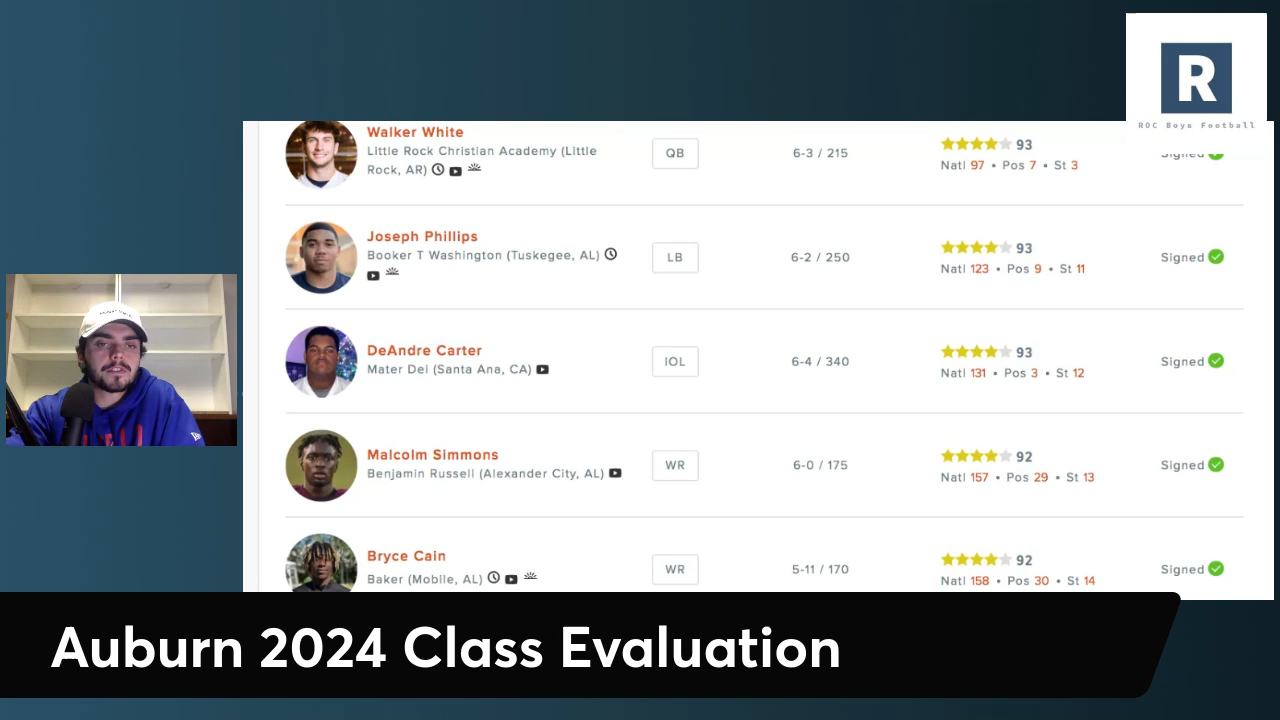 R
ROC Boys Football
Walker White
Little Rock Christian Academy (Little
Rock, AR)
QB
6-3 / 215
93
Natl 97 • Pos 7 • St 3
Signed
Joseph Phillips
Booker T Washington (Tuskegee, AL)
LB
6-2 / 250
93
Natl 123 • Pos 9 • St 11
Signed
DeAndre Carter
Mater Dei (Santa Ana, CA)
IOL
6-4 / 340
93
Natl 131 • Pos 3 • St 12
Signed
Malcolm Simmons
Benjamin Russell (Alexander City, AL)
WR
6-0 / 175
92
Natl 157 • Pos 29 • St 13
Signed
Bryce Cain
Baker (Mobile, AL)
WR
5-11 / 170
92
Natl 158 • Pos 30 • St 14
Signed
Auburn 2024 Class Evaluation